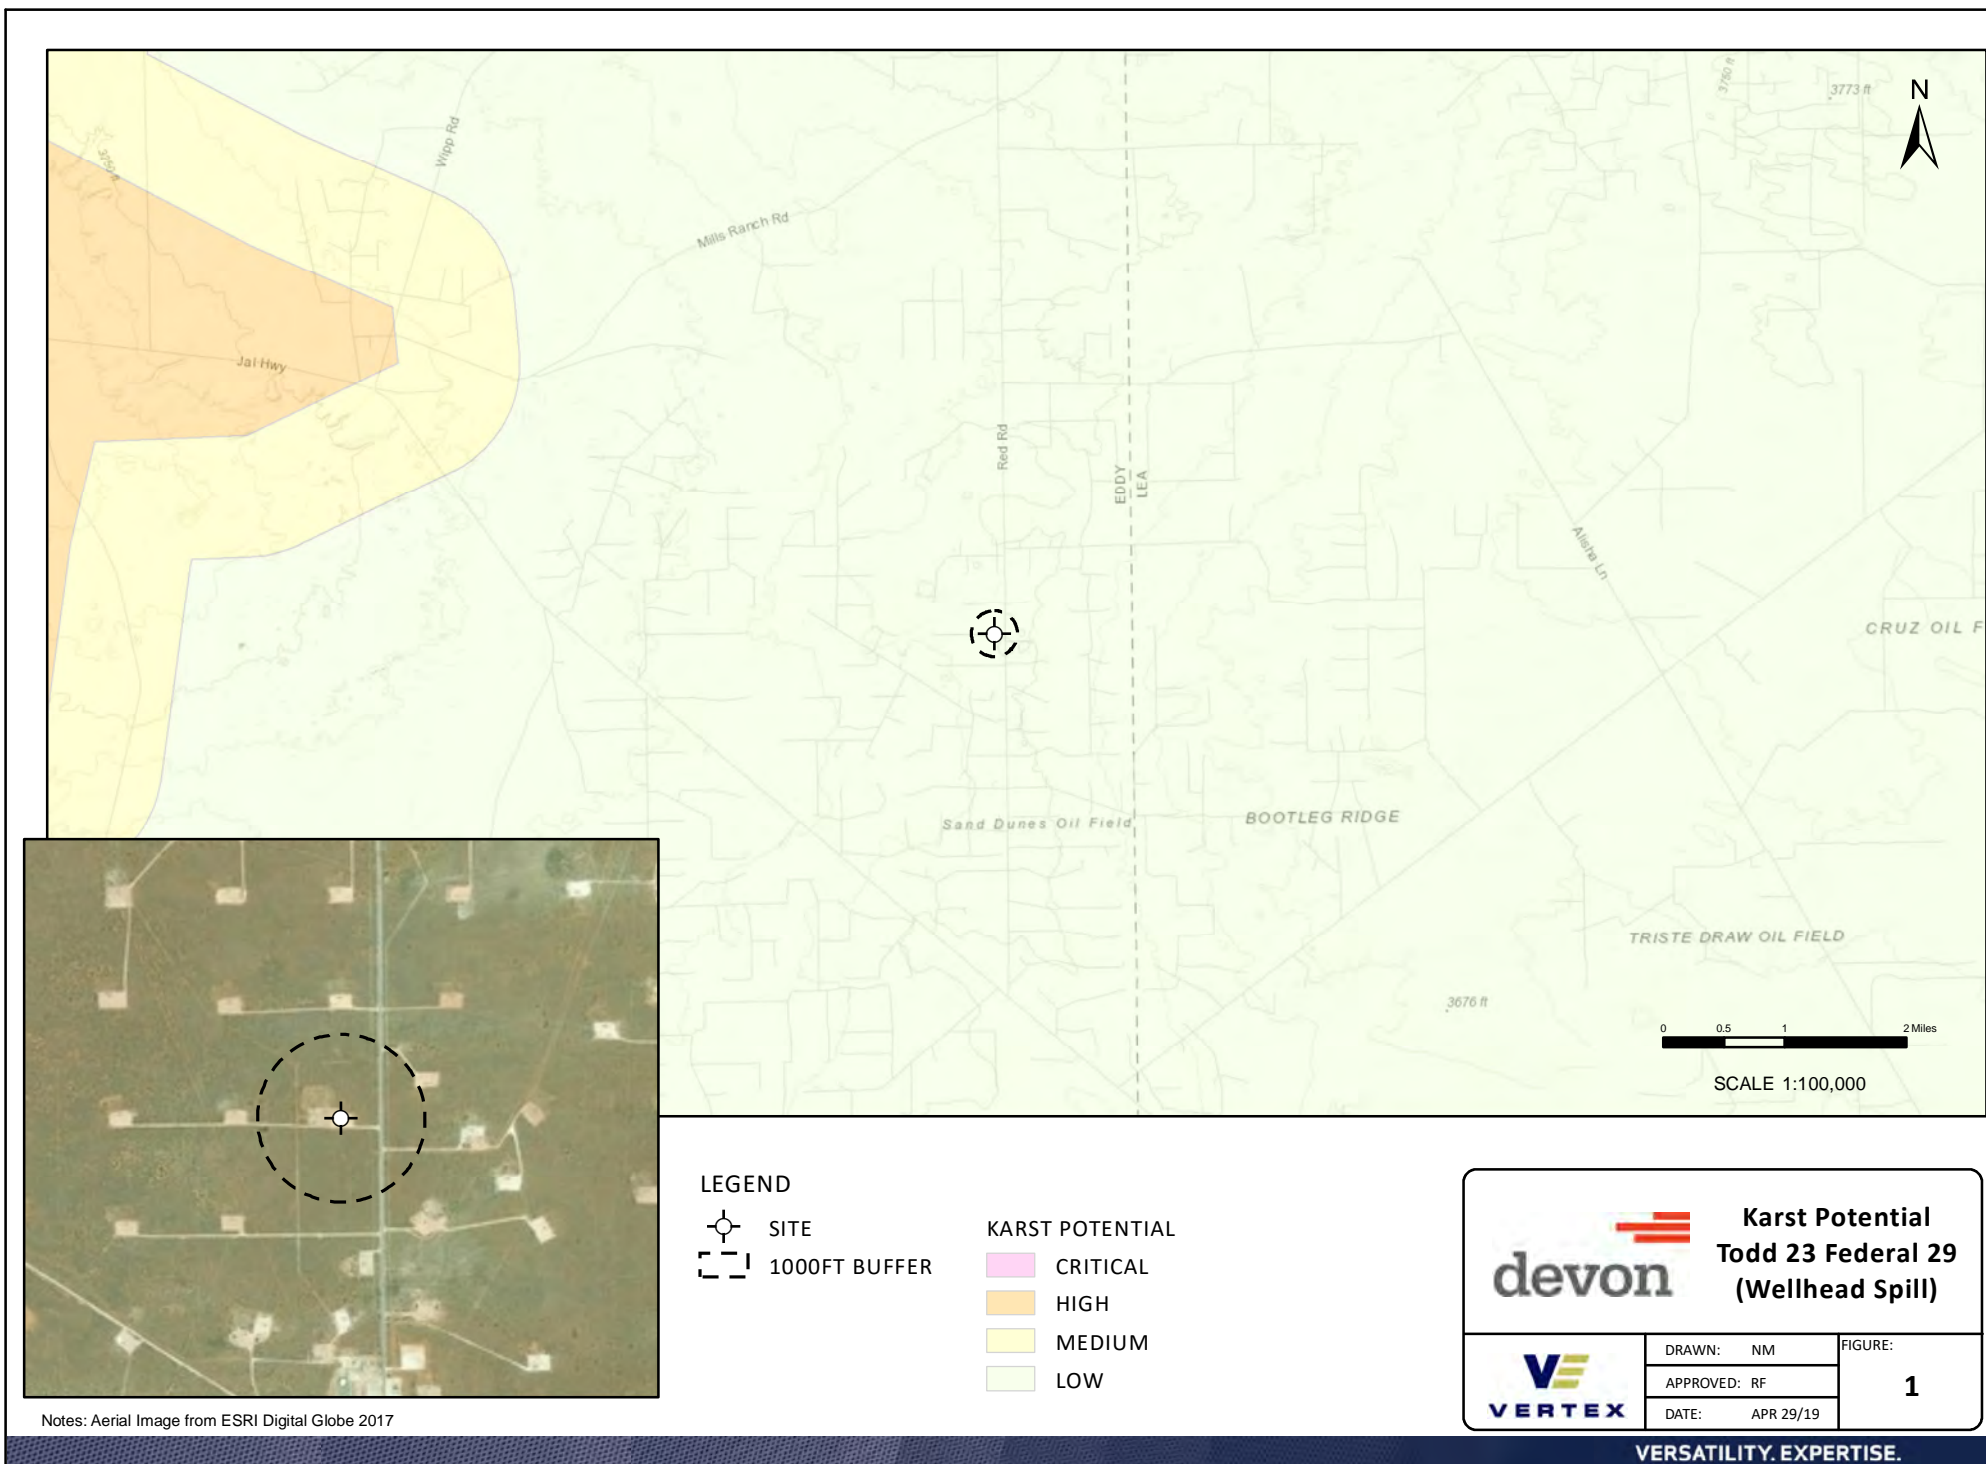 N
3750 ft
3773 ft
3750 ft
Wipp Rd
Mills Ranch Rd
Jal Hwy
Red Rd
EDDY
LEA
Alisha Ln
CRUZ OIL F
Sand Dunes Oil Field
BOOTLEG RIDGE
TRISTE DRAW OIL FIELD
3676 ft
0 0.5 1 2 Miles
SCALE 1:100,000
LEGEND
SITE
1000FT BUFFER
KARST POTENTIAL
CRITICAL
HIGH
MEDIUM
LOW
devon
Karst Potential
Todd 23 Federal 29
(Wellhead Spill)
VE
VERTEX
DRAWN: NM
APPROVED: RF
DATE: APR 29/19
FIGURE:
1
Notes: Aerial Image from ESRI Digital Globe 2017
VERSATILITY. EXPERTISE.